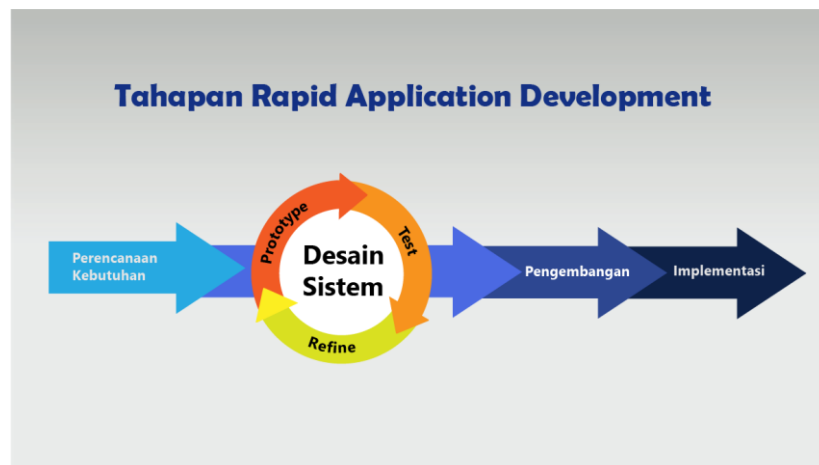 Tahapan Rapid Application Development
Perencanaan
Kebutuhan
Prototype
Test
Refine
Desain
Sistem
Pengembangan
Implementasi